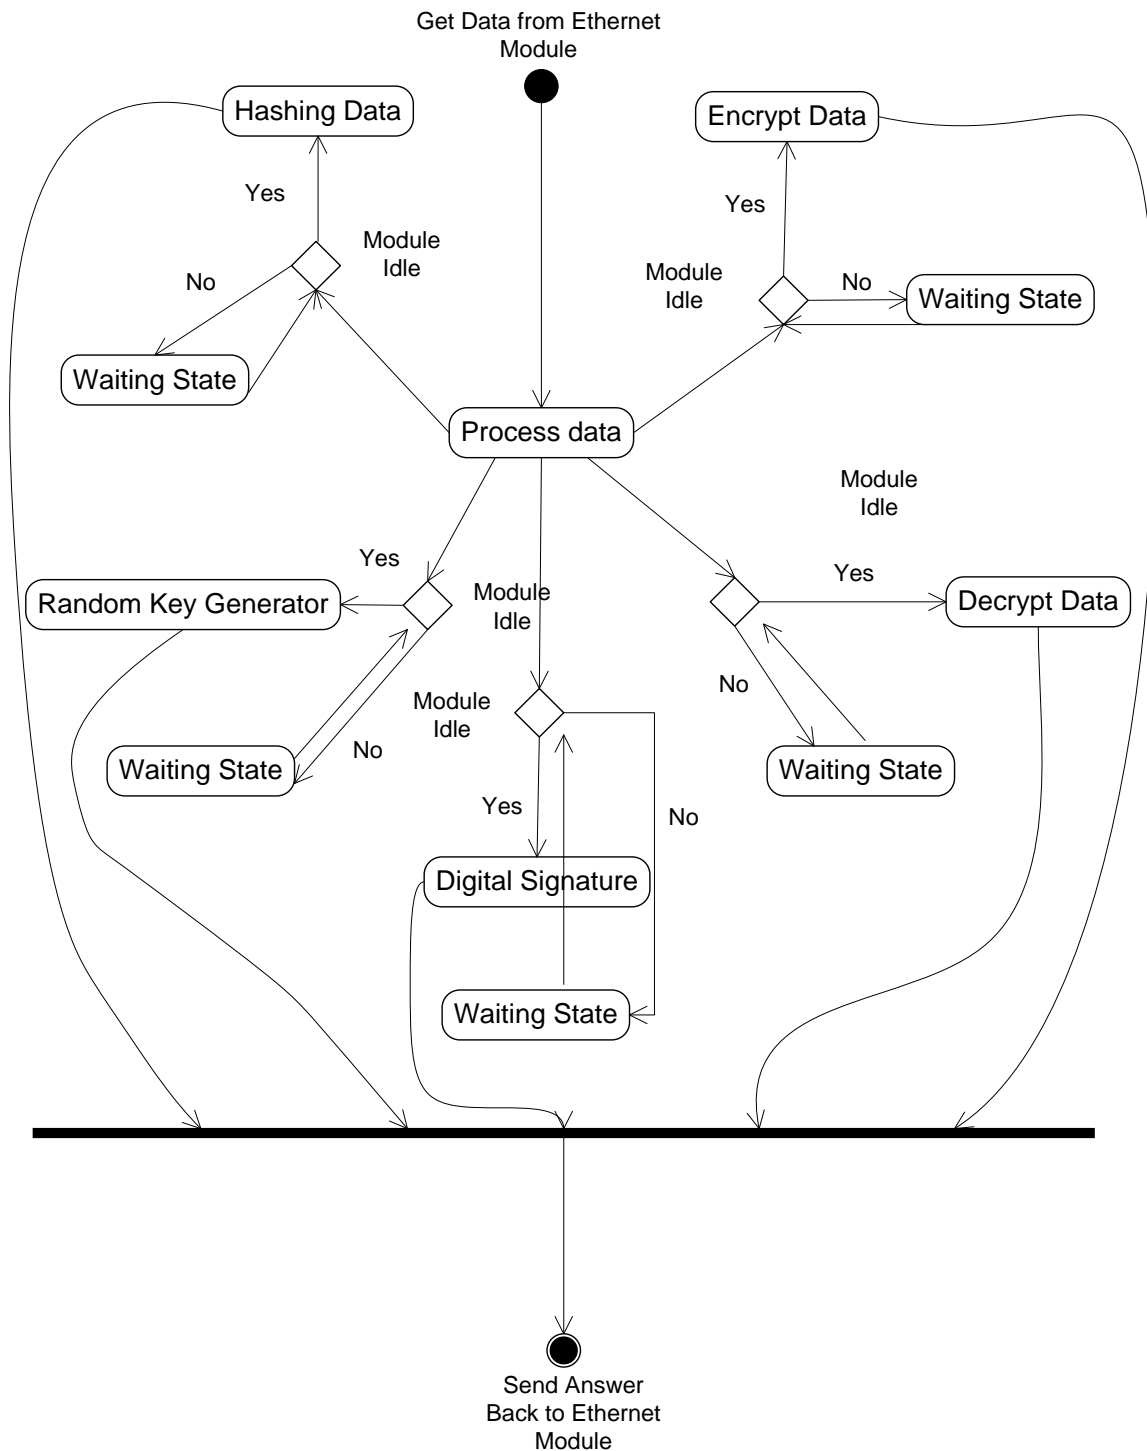 Get Data from Ethernet
Module
Hashing Data
Encrypt Data
Yes
Yes
Module
Idle
Module
Idle
No
No
Waiting State
Waiting State
Process data
Module
Idle
Yes
Yes
Module
Idle
Random Key Generator
Decrypt Data
No
Module
Idle
No
Waiting State
Waiting State
Yes
No
Digital Signature
Waiting State
Send Answer
Back to Ethernet
Module